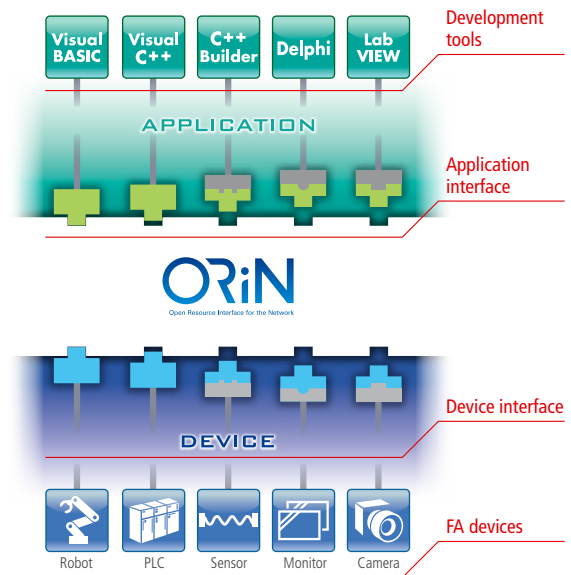 Visual
BASIC
Visual
C++
C++
Builder
Delphi
Lab
VIEW
Development
tools
APPLICATION
Application
interface
ORiN
Open Resource Interface for the Network
Device interface
DEVICE
FA devices
Robot
PLC
Sensor
Monitor
Camera